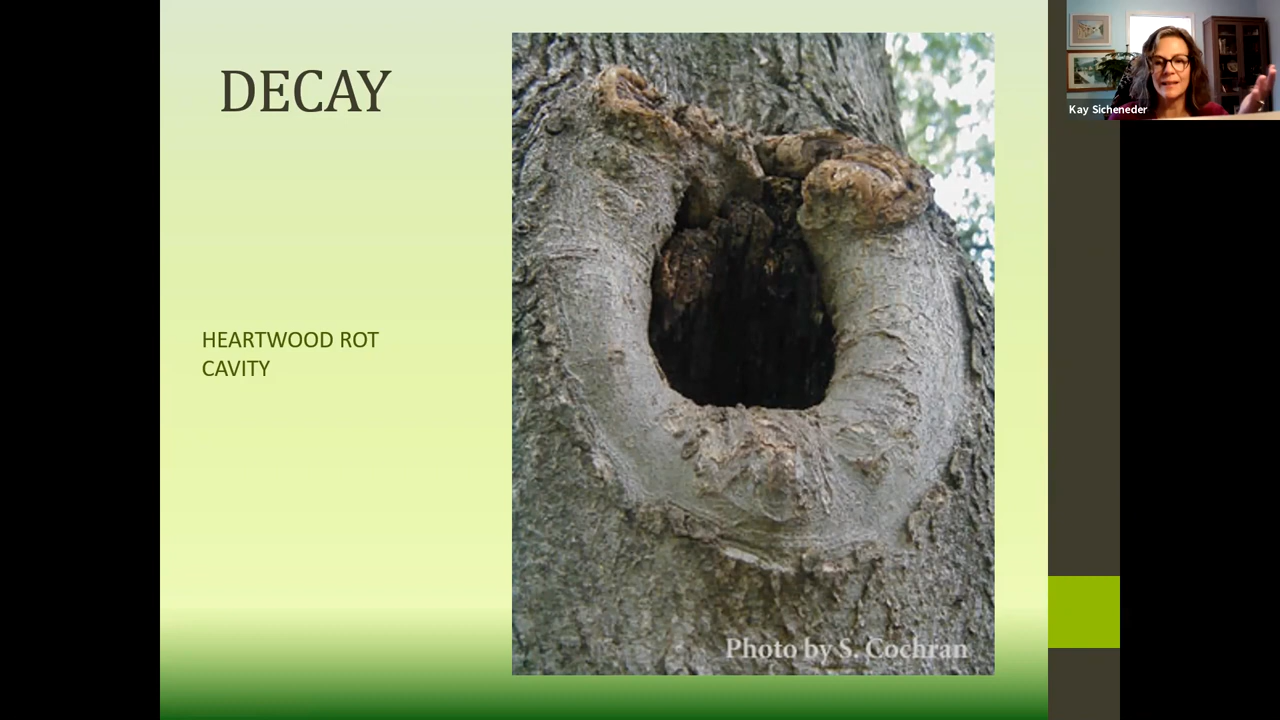 DECAY
Kay Sicheneder
HEARTWOOD ROT
CAVITY
Photo by S. Cochran